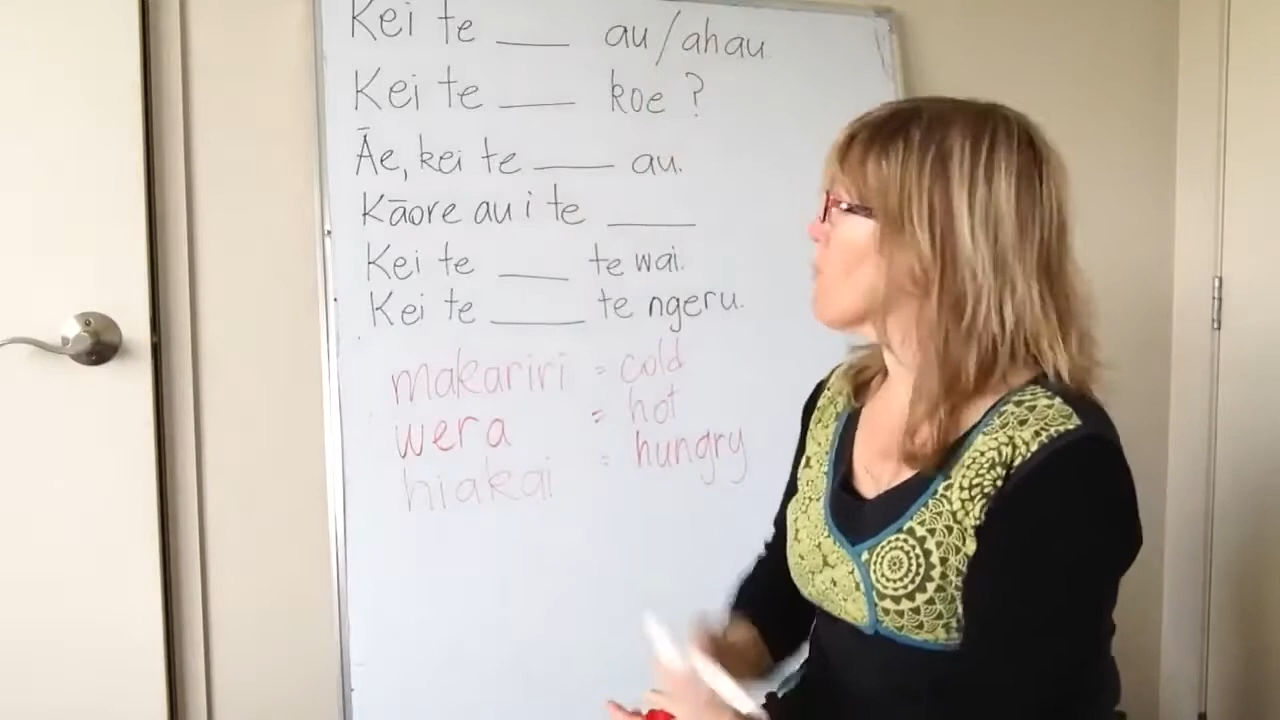 Kei te ___ au/ahau.
Kei te ___ koe?
Āe, kei te ___ au.
Kāore au i te ___
Kei te ___ te wai.
Kei te ___ te ngeru.
makariri = cold
wera = hot
hiakai = hungry